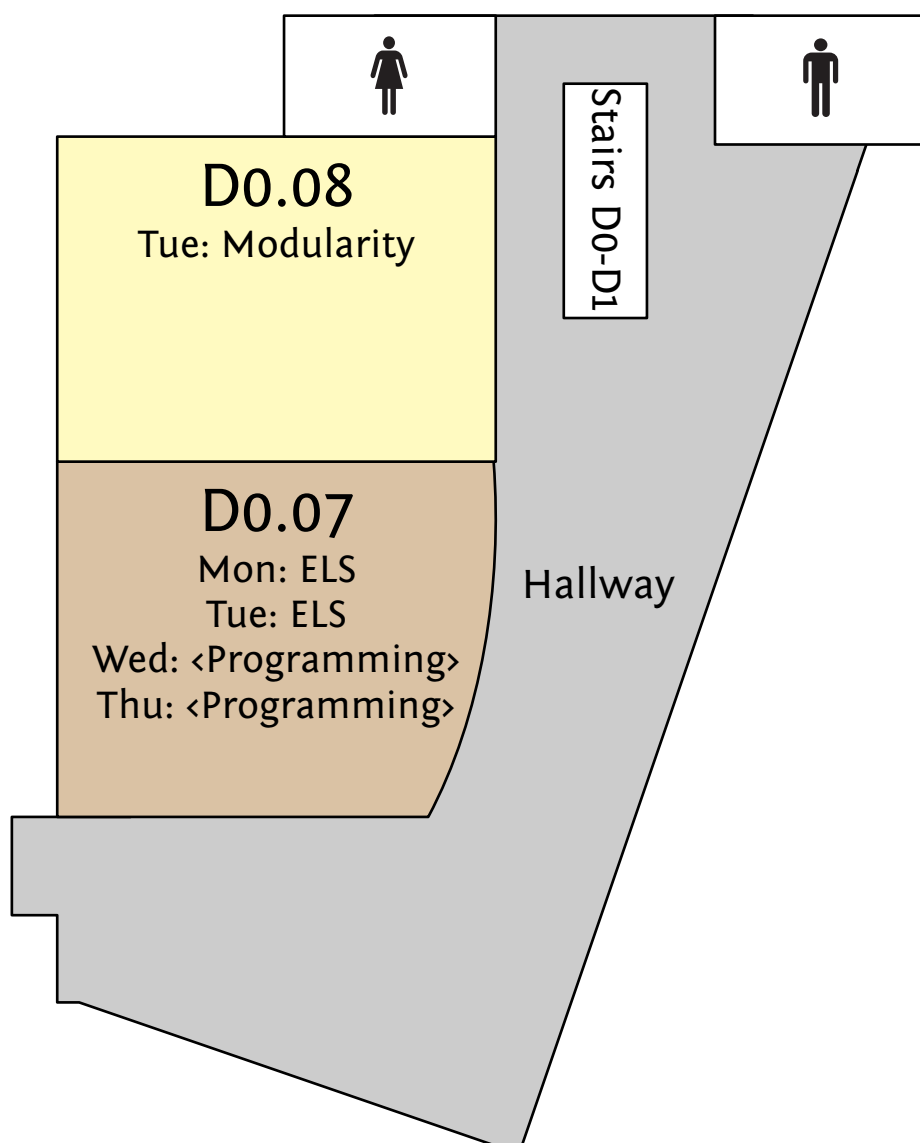 D0.08
Tue: Modularity
Stairs D0-D1
D0.07
Mon: ELS
Tue: ELS
Wed: ‹Programming›
Thu: ‹Programming›
Hallway